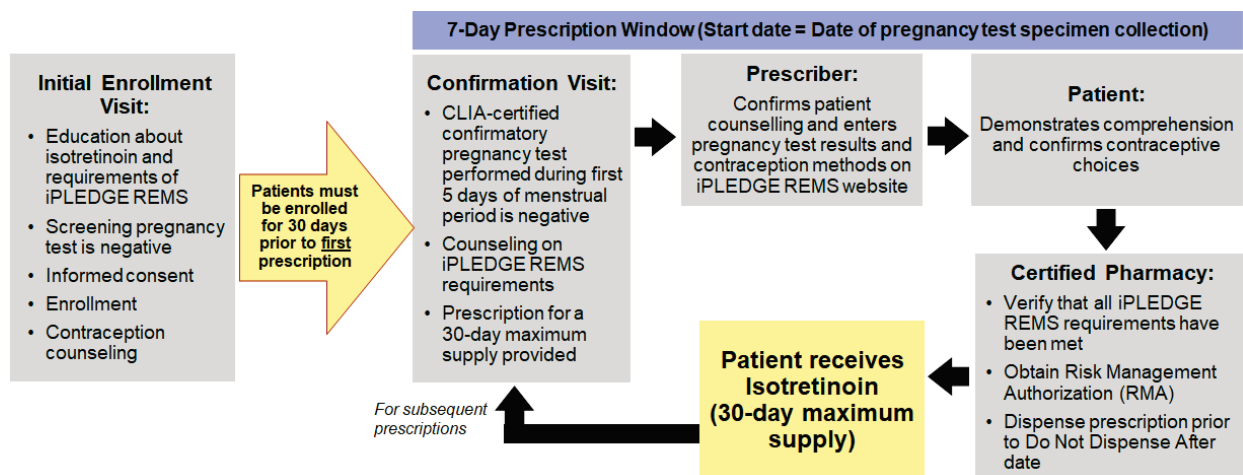 7-Day Prescription Window (Start date = Date of pregnancy test specimen collection)
Initial Enrollment
Visit:
• Education about
isotretinoin and
requirements of
iPLEDGE REMS
• Screening pregnancy
test is negative
• Informed consent
• Enrollment
• Contraception
counseling
Patients must
be enrolled
for 30 days
prior to first
prescription
Confirmation Visit:
• CLIA-certified
confirmatory
pregnancy test
performed during first
5 days of menstrual
period is negative
• Counseling on
iPLEDGE REMS
requirements
• Prescription for a
30-day maximum
supply provided
Prescriber:
Confirms patient
counselling and enters
pregnancy test results
and contraception methods on
iPLEDGE REMS website
Patient:
Demonstrates comprehension
and confirms contraceptive
choices
Certified Pharmacy:
• Verify that all iPLEDGE
REMS requirements have
been met
• Obtain Risk Management
Authorization (RMA)
• Dispense prescription prior
to Do Not Dispense After
date
Patient receives
Isotretinoin
(30-day maximum
supply)
For subsequent
prescriptions